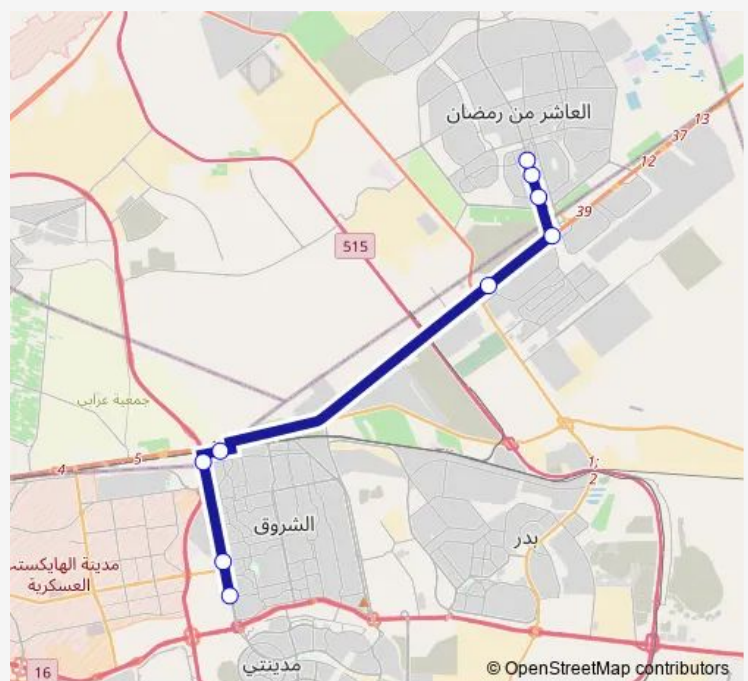 العاشر من رمضان
13
37
12
39
515
جمعية عرابي
4
5
1;
2
الشروق
بدر
مدينة الهايكستب
العسكرية
مدينتي
16
© OpenStreetMap contributors